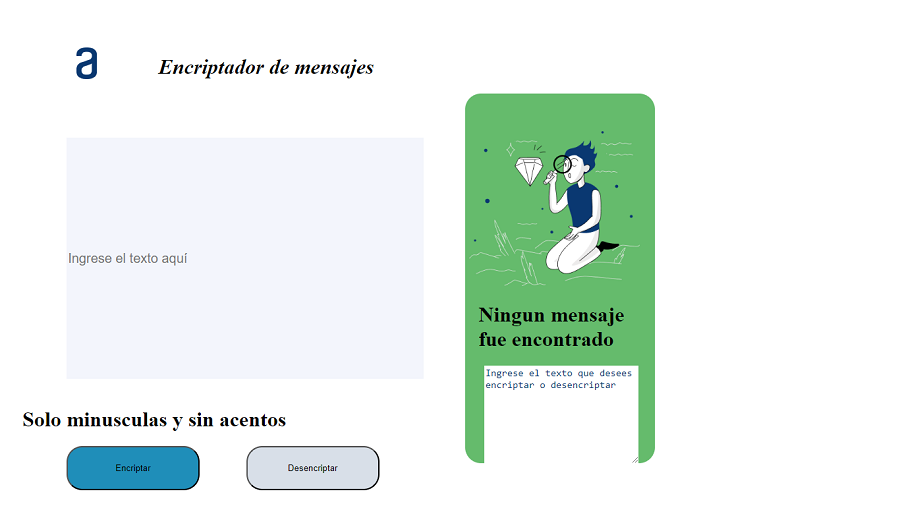 a
Encriptador de mensajes
Ingrese el texto aquí
Solo minusculas y sin acentos
Encriptar
Desencriptar
Ningun mensaje
fue encontrado
Ingrese el texto que desees
encriptar o desencriptar